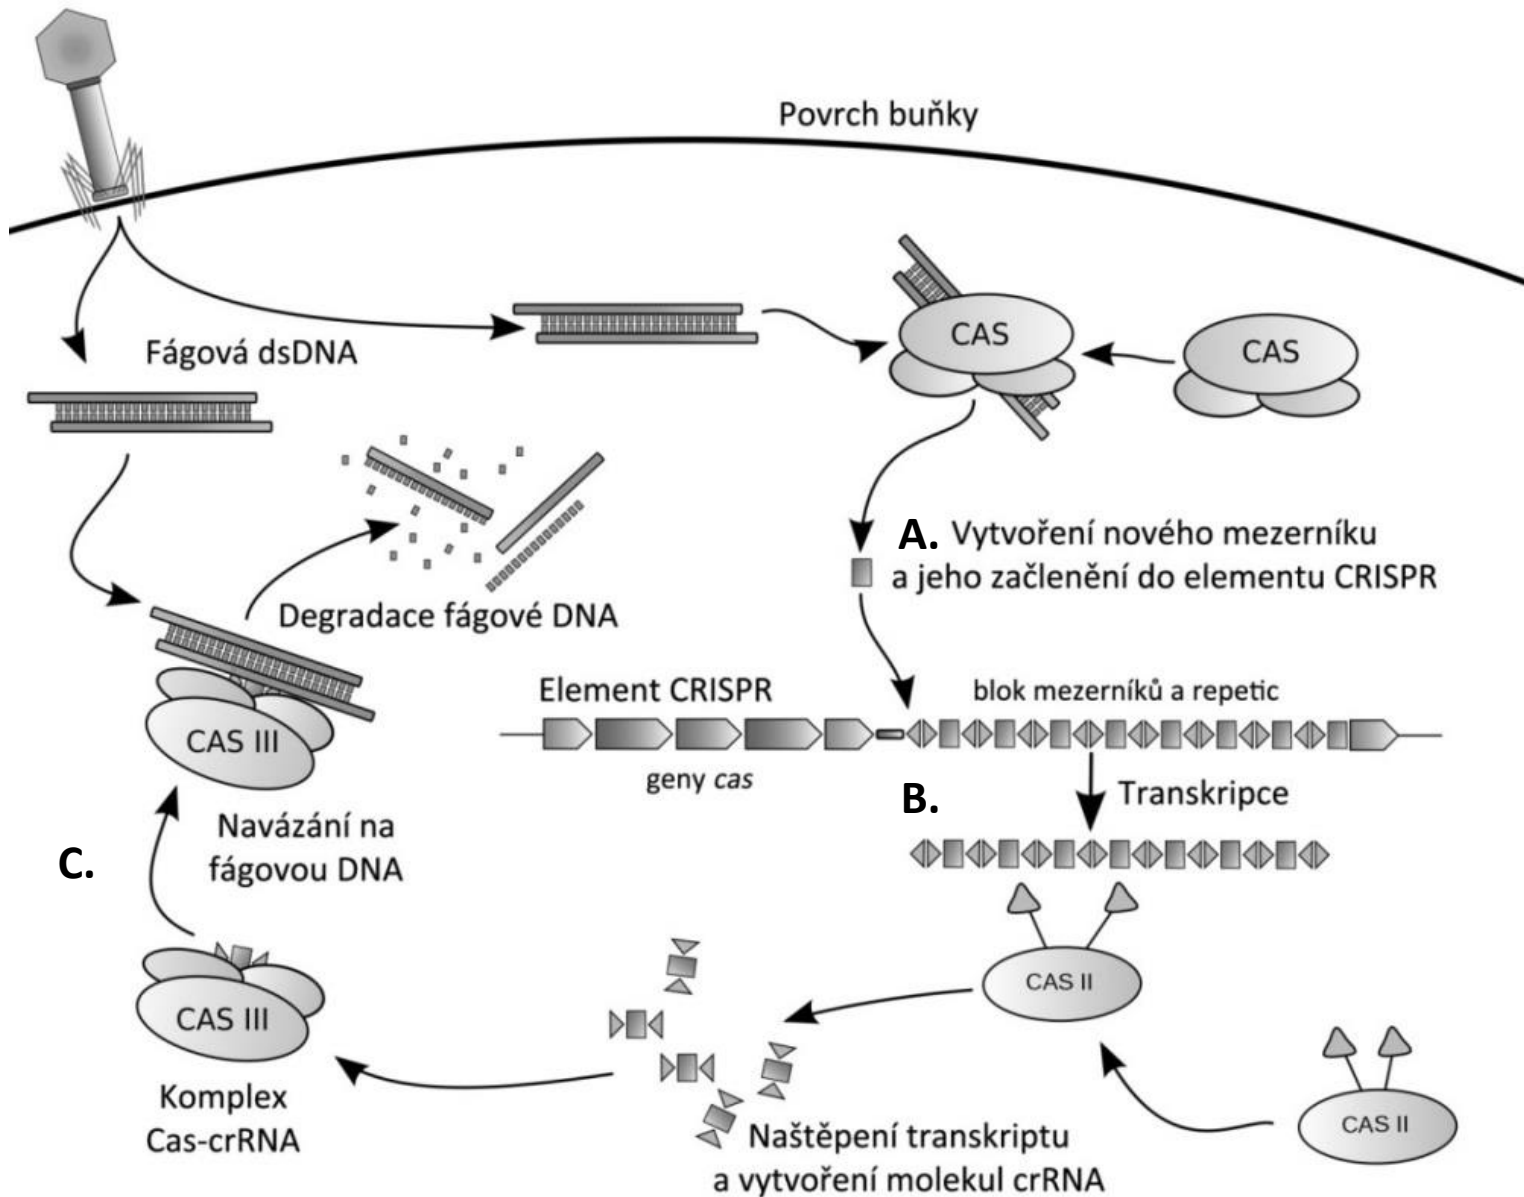 Povrch buňky
Fágová dsDNA
CAS
CAS
A. Vytvoření nového mezerníku
a jeho začlenění do elementu CRISPR
Degradace fágové DNA
Element CRISPR
blok mezerníků a repetic
CAS III
geny cas
B.
Transkripce
Navázání na
fágovou DNA
C.
CAS II
CAS III
Komplex
Cas-crRNA
Naštěpení transkriptu
a vytvoření molekul crRNA
CAS II